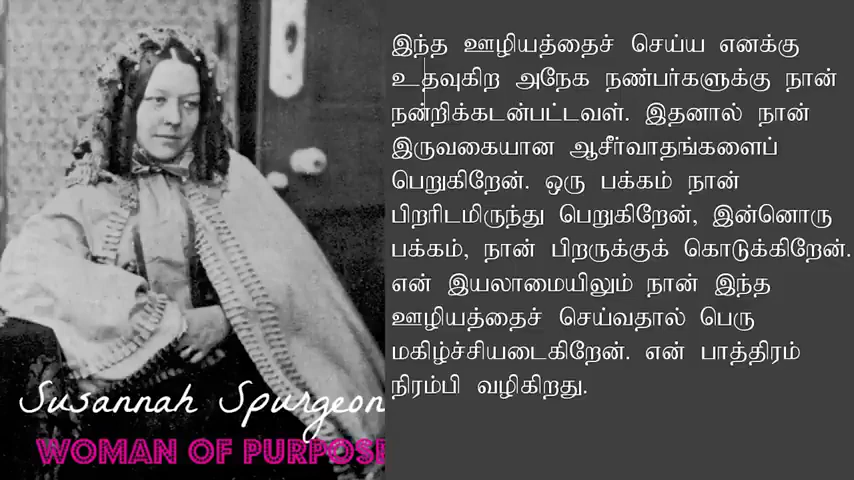 Susannah Spurgeon
WOMAN OF PURPOSE
இந்த ஊழியத்தைச் செய்ய எனக்கு
உதவுகிற அநேக நண்பர்களுக்கு நான்
நன்றிக்கடன்பட்டவள். இதனால் நான்
இருவகையான ஆசீர்வாதங்களைப்
பெறுகிறேன். ஒரு பக்கம் நான்
பிறரிடமிருந்து பெறுகிறேன், இன்னொரு
பக்கம், நான் பிறருக்குக் கொடுக்கிறேன்.
என் இயலாமையிலும் நான் இந்த
ஊழியத்தைச் செய்வதால் பெரு
மகிழ்ச்சியடைகிறேன். என் பாத்திரம்
நிரம்பி வழிகிறது.